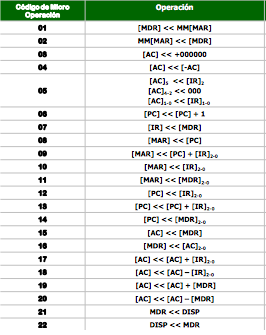 Código de Micro Operación Operación
01 [MDR] << MM[MAR]
02 MM[MAR] << [MDR]
03 [AC] << +000000
04 [AC] << [-AC]
05 [AC]5 << [IR]2
[AC]4-2 << 000
[AC]1-0 << [IR]1-0
06 [PC] << [PC] + 1
07 [IR] << [MDR]
08 [MAR] << [PC]
09 [MAR] << [PC] + [IR]2-0
10 [MAR] << [IR]2-0
11 [MAR] << [MDR]2-0
12 [PC] << [IR]2-0
13 [PC] << [PC] + [IR]2-0
14 [PC] << [MDR]2-0
15 [AC] << [MDR]
16 [MDR] << [AC]2-0
17 [AC] << [AC] + [IR]2-0
18 [AC] << [AC] – [IR]2-0
19 [AC] << [AC] + [MDR]
20 [AC] << [AC] – [MDR]
21 MDR << DISP
22 DISP << MDR